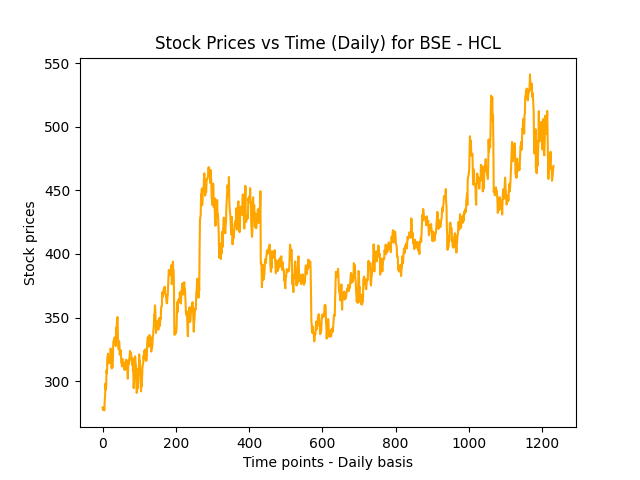 Stock Prices vs Time (Daily) for BSE - HCL
550
500
450
400
350
300
Stock prices
0 200 400 600 800 1000 1200
Time points - Daily basis